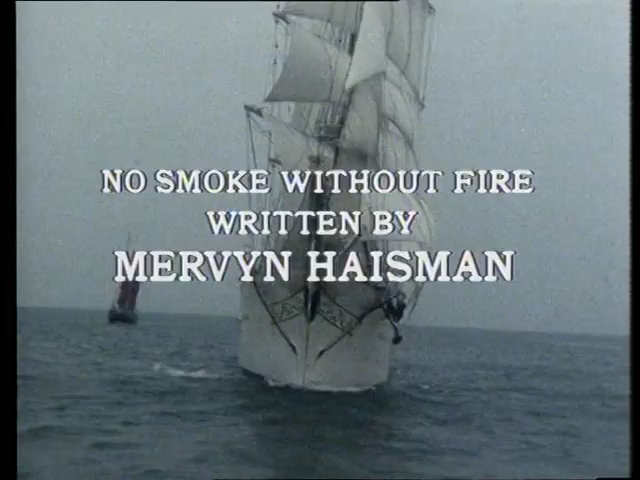 NO SMOKE WITHOUT FIRE
WRITTEN BY
MERVYN HAISMAN